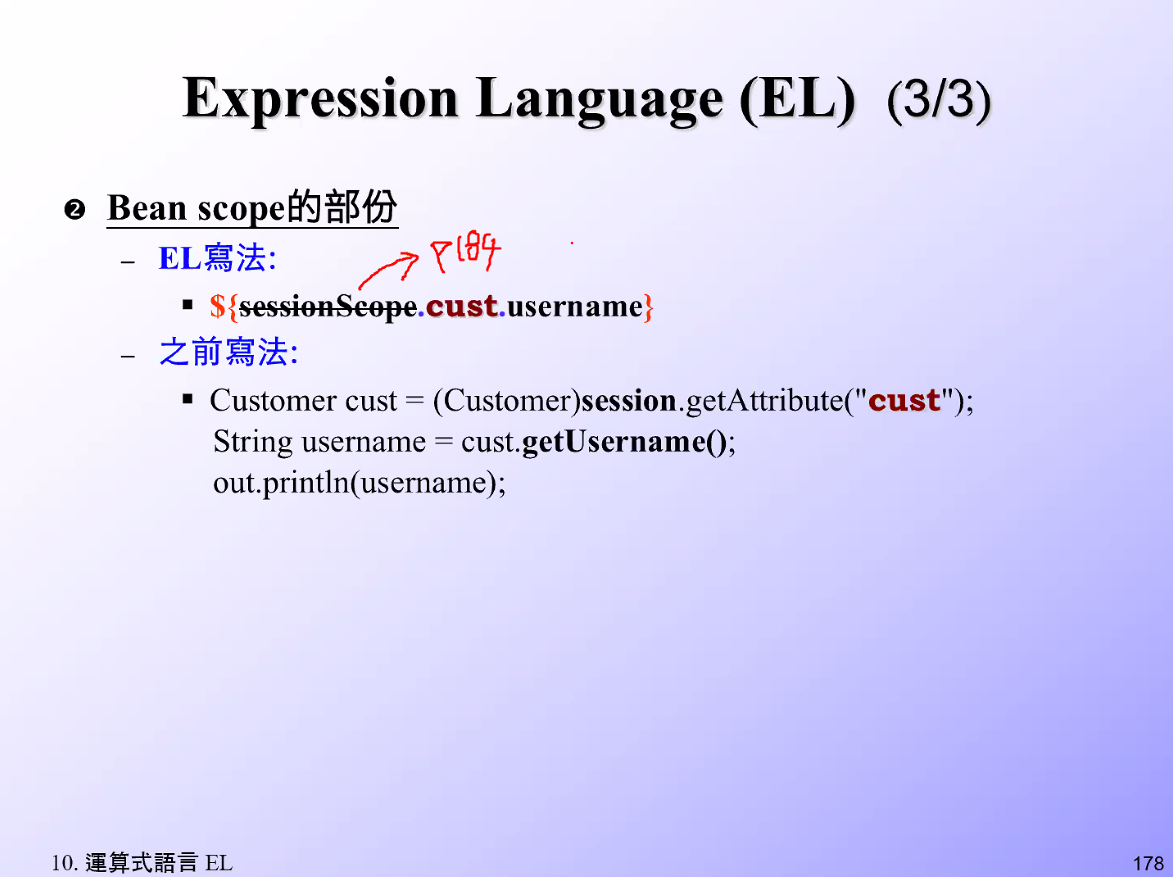 Expression Language (EL) (3/3)
❷ Bean scope的部份
P184
– EL寫法:
▪ ${sessionScope.cust.username}
– 之前寫法:
▪ Customer cust = (Customer)session.getAttribute("cust");
String username = cust.getUsername();
out.println(username);
10. 運算式語言 EL
178